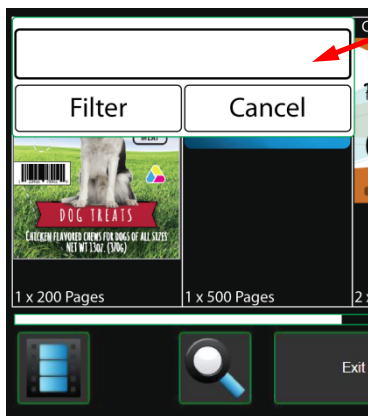 Filter
Cancel
DOG TREATS
CHICKEN FLAVORED CHEWS FOR DOGS OF ALL SIZES
NET WT 13OZ. (370G)
1 x 200 Pages
1 x 500 Pages
Exit